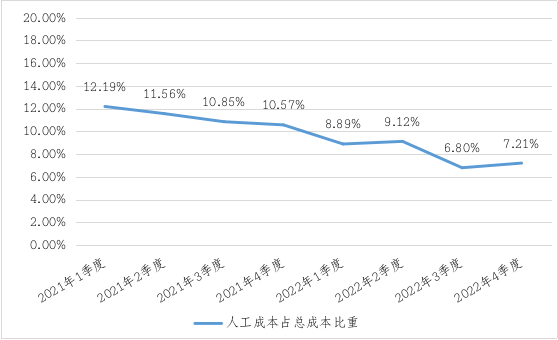 20.00%
18.00%
16.00%
14.00%
12.00%
10.00%
8.00%
6.00%
4.00%
2.00%
0.00%
12.19%
11.56%
10.85%
10.57%
8.89%
9.12%
6.80%
7.21%
2021年1季度
2021年2季度
2021年3季度
2021年4季度
2022年1季度
2022年2季度
2022年3季度
2022年4季度
人工成本占总成本比重